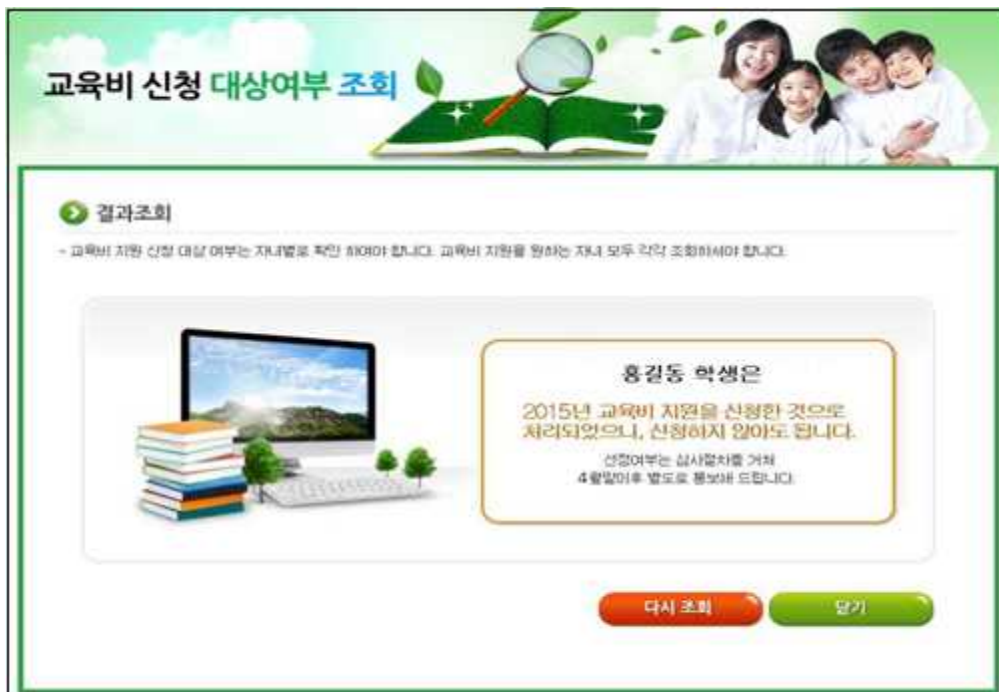 교육비 신청 대상여부 조회
결과조회
- 교육비 지원 신청 대상 여부는 자녀별로 확인 하여야 합니다. 교육비 지원을 원하는 자녀 모두 각각 조회하셔야 합니다.
홍길동 학생은
2015년 교육비 지원을 신청한 것으로
처리되었으니, 신청하지 않아도 됩니다.
선정여부는 심사절차를 거쳐
4월말이후 별도로 통보해 드립니다.
다시 조회
닫기